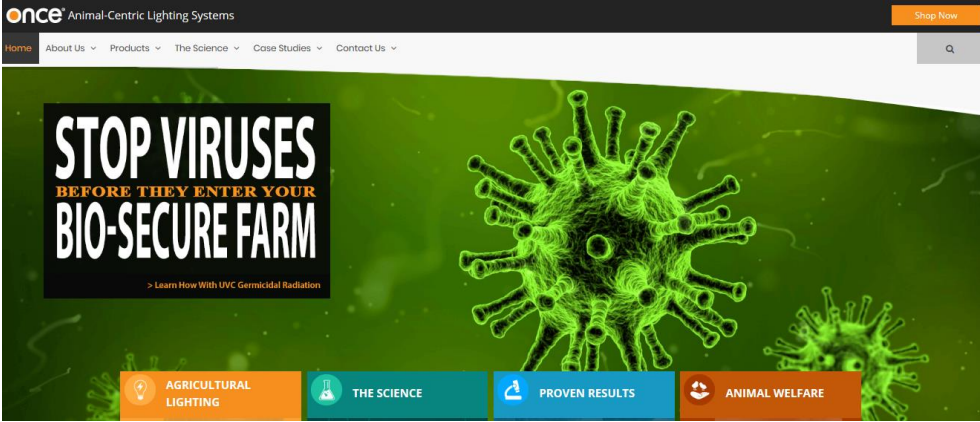 once® Animal-Centric Lighting Systems
Shop Now
Home About Us Products The Science Case Studies Contact Us
STOP VIRUSES
BEFORE THEY ENTER YOUR
BIO-SECURE FARM
> Learn How With UVC Germicidal Radiation
AGRICULTURAL
LIGHTING
THE SCIENCE
PROVEN RESULTS
ANIMAL WELFARE